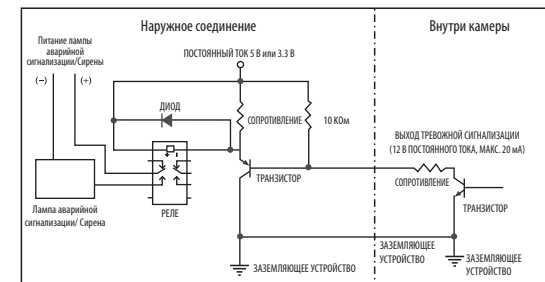 Наружное соединение
Внутри камеры
Питание лампы
аварийной
сигнализации/Сирены
(−)
(+)
ПОСТОЯННЫЙ ТОК 5 В или 3.3 В
ДИОД
СОПРОТИВЛЕНИЕ
10 КОм
ВЫХОД ТРЕВОЖНОЙ СИГНАЛИЗАЦИИ
(12 В ПОСТОЯННОГО ТОКА, МАКС. 20 мА)
ТРАНЗИСТОР
СОПРОТИВЛЕНИЕ
ТРАНЗИСТОР
РЕЛЕ
Лампа аварийной
сигнализации/ Сирена
ЗАЗЕМЛЯЮЩЕЕ
УСТРОЙСТВО
ЗАЗЕМЛЯЮЩЕЕ УСТРОЙСТВО
ЗАЗЕМЛЯЮЩЕЕ
УСТРОЙСТВО